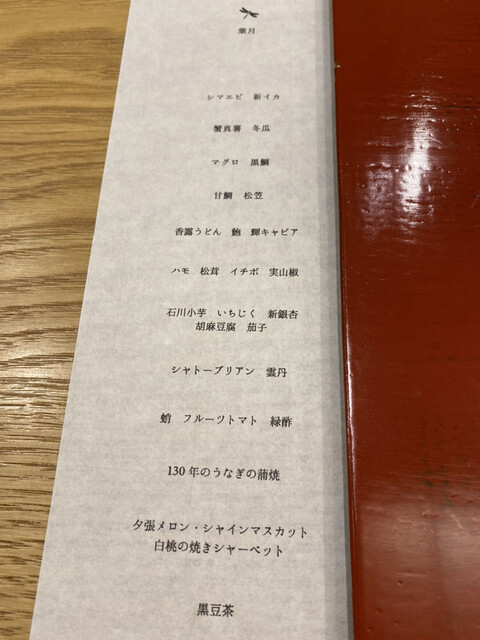 葉月
シマエビ 新イカ
蟹真薯 冬瓜
マグロ 黒鯛
甘鯛 松笠
香露うどん 鮑 輝キャビア
ハモ 松茸 イチボ 実山椒
石川小芋 いちじく 新銀杏
胡麻豆腐 茄子
シャトーブリアン 雲丹
蛸 フルーツトマト 緑酢
130年のうなぎの蒲焼
夕張メロン・シャインマスカット
白桃の焼きシャーベット
黒豆茶